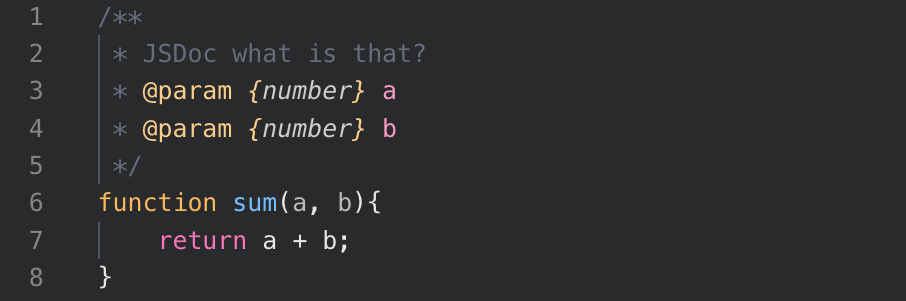 1 /**
2 * JSDoc what is that?
3 * @param {number} a
4 * @param {number} b
5 */
6 function sum(a, b){
7 return a + b;
8 }